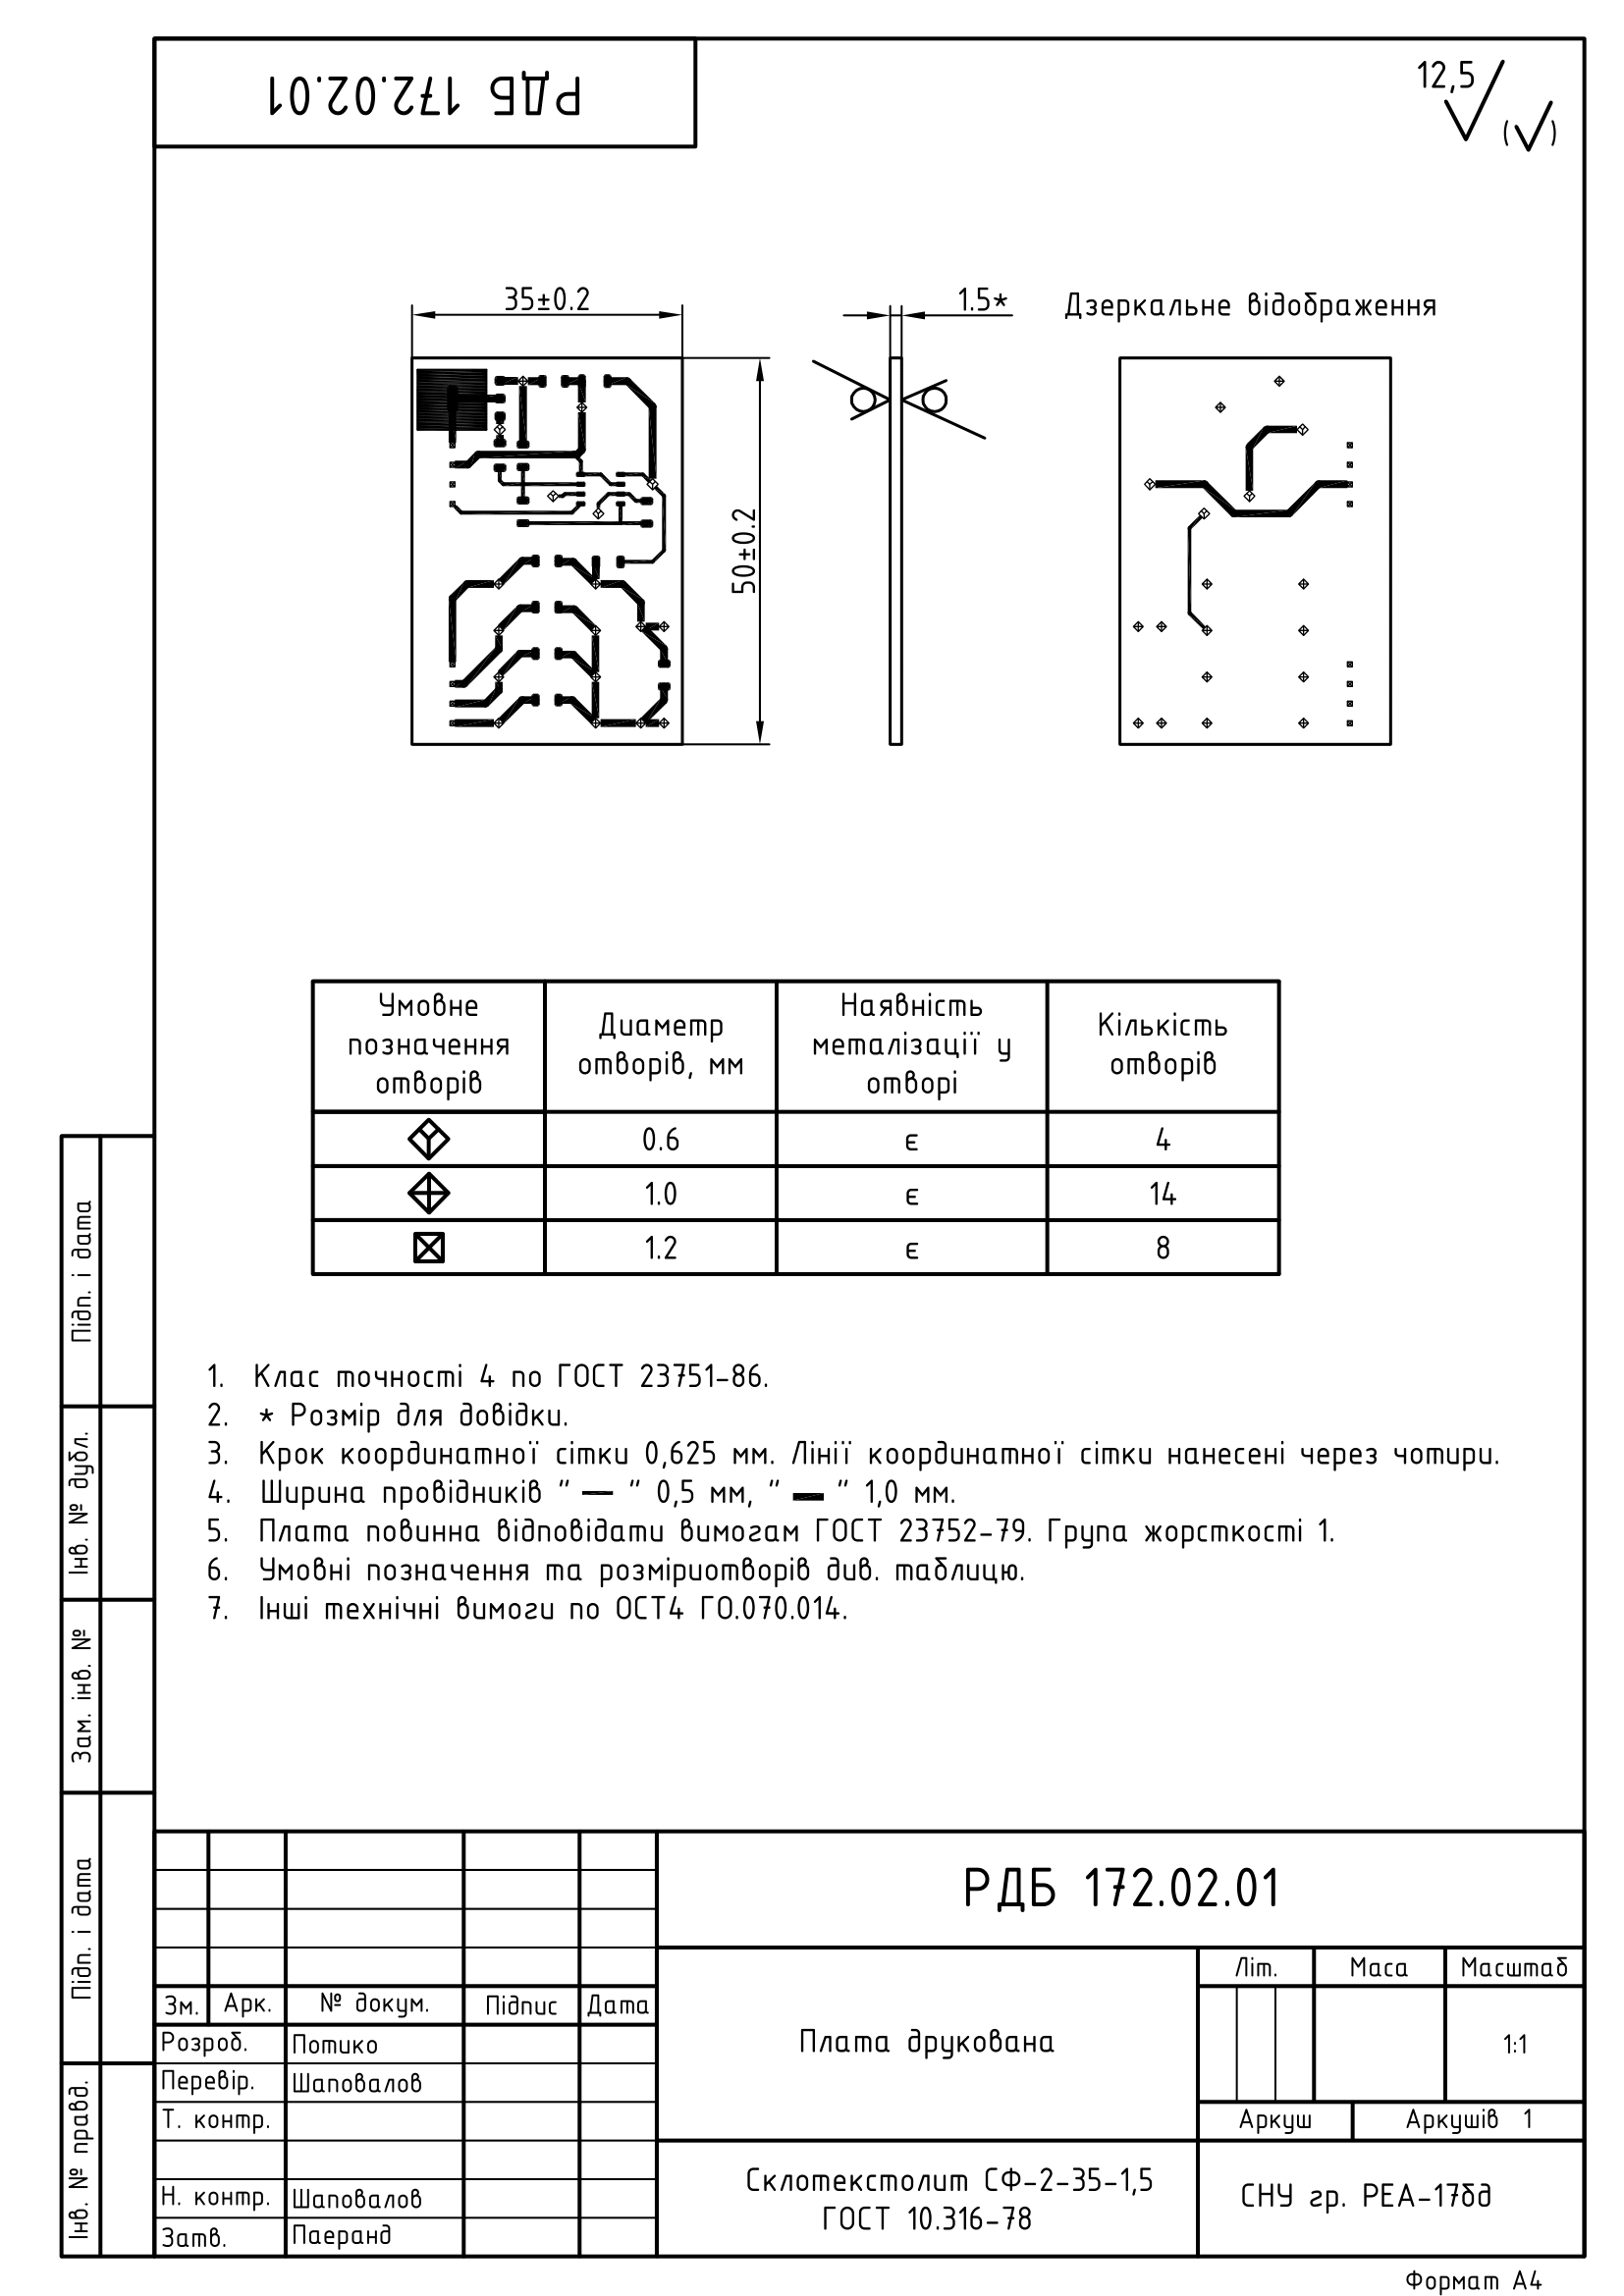 РДБ 172.02.01
12,5
(√)
35±0.2
1.5*
Дзеркальне відображення
50±0.2
Умовне
позначення
отворів
Диаметр
отворів, мм
Наявність
металізації у
отворі
Кількість
отворів
0.6 є 4
1.0 є 14
1.2 є 8
1. Клас точності 4 по ГОСТ 23751-86.
2. * Розмір для довідки.
3. Крок координатної сітки 0,625 мм. Лінії координатної сітки нанесені через чотири.
4. Ширина провідників “ — ” 0,5 мм, “ ▬ ” 1,0 мм.
5. Плата повинна відповідати вимогам ГОСТ 23752-79. Група жорсткості 1.
6. Умовні позначення та розміриотворів див. таблицю.
7. Інші технічні вимоги по ОСТ4 ГО.070.014.
Підп. і дата
Інв. № дубл.
Зам. інв. №
Підп. і дата
Інв. № правд.
РДБ 172.02.01
Зм. Арк. № докум. Підпис Дата
Розроб. Потико
Перевір. Шаповалов
Т. контр.
Н. контр. Шаповалов
Затв. Паеранд
Плата друкована
Літ. Маса Масштаб
1:1
Аркуш Аркушів 1
Склотекстолит СФ-2-35-1,5
ГОСТ 10.316-78
СНУ гр. РЕА-17бд
Формат А4